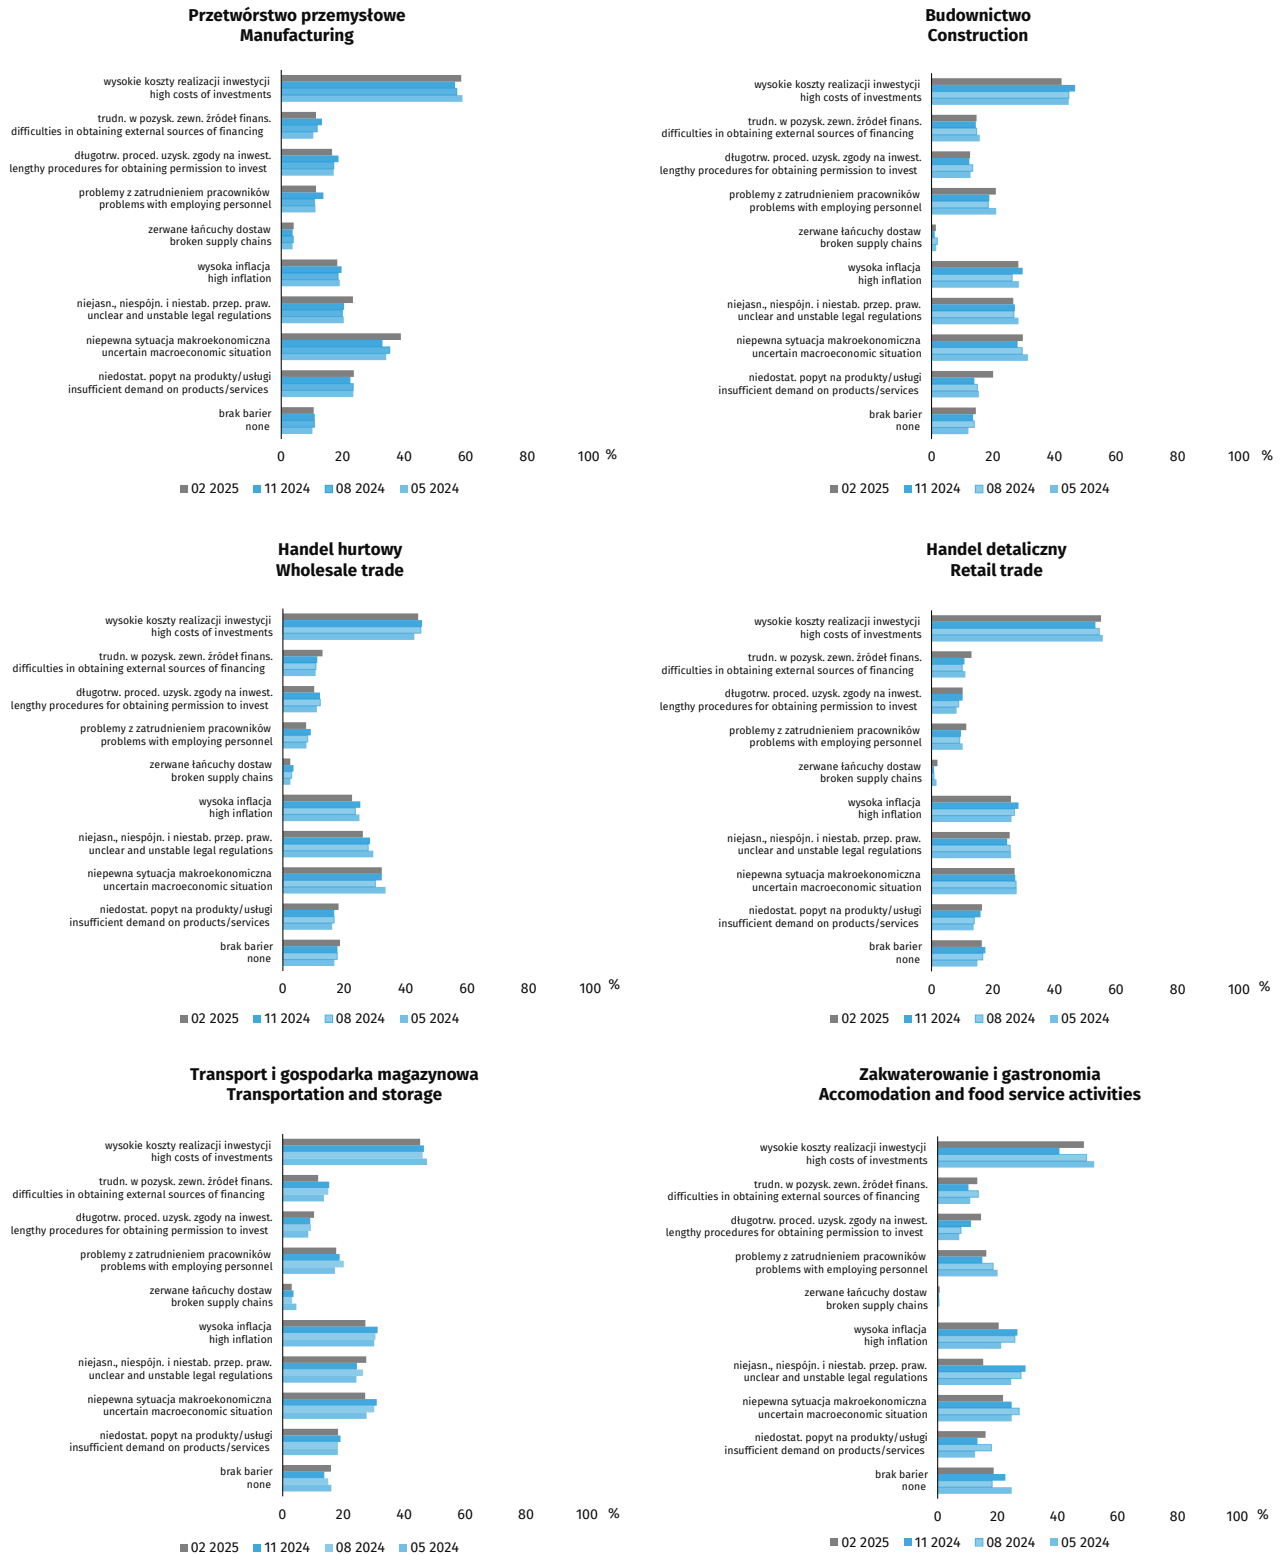 Przetwórstwo przemysłowe
Manufacturing
wysokie koszty realizacji inwestycji
high costs of investments
trudn. w pozysk. zewn. źródeł finans.
difficulties in obtaining external sources of financing
długotrw. proced. uzysk. zgody na inwest.
lengthy procedures for obtaining permission to invest
problemy z zatrudnieniem pracowników
problems with employing personnel
zerwane łańcuchy dostaw
broken supply chains
wysoka inflacja
high inflation
niejasn., niespójn. i niestab. przep. praw.
unclear and unstable legal regulations
niepewna sytuacja makroekonomiczna
uncertain macroeconomic situation
niedostat. popyt na produkty/usługi
insufficient demand on products/services
brak barier
none
0 20 40 60 80 100 %
02 2025 11 2024 08 2024 05 2024
Budownictwo
Construction
wysokie koszty realizacji inwestycji
high costs of investments
trudn. w pozysk. zewn. źródeł finans.
difficulties in obtaining external sources of financing
długotrw. proced. uzysk. zgody na inwest.
lengthy procedures for obtaining permission to invest
problemy z zatrudnieniem pracowników
problems with employing personnel
zerwane łańcuchy dostaw
broken supply chains
wysoka inflacja
high inflation
niejasn., niespójn. i niestab. przep. praw.
unclear and unstable legal regulations
niepewna sytuacja makroekonomiczna
uncertain macroeconomic situation
niedostat. popyt na produkty/usługi
insufficient demand on products/services
brak barier
none
0 20 40 60 80 100 %
02 2025 11 2024 08 2024 05 2024
Handel hurtowy
Wholesale trade
wysokie koszty realizacji inwestycji
high costs of investments
trudn. w pozysk. zewn. źródeł finans.
difficulties in obtaining external sources of financing
długotrw. proced. uzysk. zgody na inwest.
lengthy procedures for obtaining permission to invest
problemy z zatrudnieniem pracowników
problems with employing personnel
zerwane łańcuchy dostaw
broken supply chains
wysoka inflacja
high inflation
niejasn., niespójn. i niestab. przep. praw.
unclear and unstable legal regulations
niepewna sytuacja makroekonomiczna
uncertain macroeconomic situation
niedostat. popyt na produkty/usługi
insufficient demand on products/services
brak barier
none
0 20 40 60 80 100 %
02 2025 11 2024 08 2024 05 2024
Handel detaliczny
Retail trade
wysokie koszty realizacji inwestycji
high costs of investments
trudn. w pozysk. zewn. źródeł finans.
difficulties in obtaining external sources of financing
długotrw. proced. uzysk. zgody na inwest.
lengthy procedures for obtaining permission to invest
problemy z zatrudnieniem pracowników
problems with employing personnel
zerwane łańcuchy dostaw
broken supply chains
wysoka inflacja
high inflation
niejasn., niespójn. i niestab. przep. praw.
unclear and unstable legal regulations
niepewna sytuacja makroekonomiczna
uncertain macroeconomic situation
niedostat. popyt na produkty/usługi
insufficient demand on products/services
brak barier
none
0 20 40 60 80 100 %
02 2025 11 2024 08 2024 05 2024
Transport i gospodarka magazynowa
Transportation and storage
wysokie koszty realizacji inwestycji
high costs of investments
trudn. w pozysk. zewn. źródeł finans.
difficulties in obtaining external sources of financing
długotrw. proced. uzysk. zgody na inwest.
lengthy procedures for obtaining permission to invest
problemy z zatrudnieniem pracowników
problems with employing personnel
zerwane łańcuchy dostaw
broken supply chains
wysoka inflacja
high inflation
niejasn., niespójn. i niestab. przep. praw.
unclear and unstable legal regulations
niepewna sytuacja makroekonomiczna
uncertain macroeconomic situation
niedostat. popyt na produkty/usługi
insufficient demand on products/services
brak barier
none
0 20 40 60 80 100 %
02 2025 11 2024 08 2024 05 2024
Zakwaterowanie i gastronomia
Accomodation and food service activities
wysokie koszty realizacji inwestycji
high costs of investments
trudn. w pozysk. zewn. źródeł finans.
difficulties in obtaining external sources of financing
długotrw. proced. uzysk. zgody na inwest.
lengthy procedures for obtaining permission to invest
problemy z zatrudnieniem pracowników
problems with employing personnel
zerwane łańcuchy dostaw
broken supply chains
wysoka inflacja
high inflation
niejasn., niespójn. i niestab. przep. praw.
unclear and unstable legal regulations
niepewna sytuacja makroekonomiczna
uncertain macroeconomic situation
niedostat. popyt na produkty/usługi
insufficient demand on products/services
brak barier
none
0 20 40 60 80 100 %
02 2025 11 2024 08 2024 05 2024